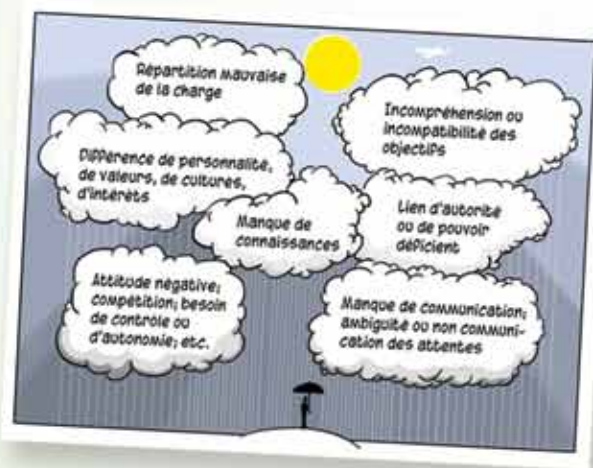 Répartition mauvaise
de la charge
Incompréhension ou
incompatibilité des
objectifs
Différence de personnalité,
de valeurs, de cultures,
d'intérêts
Manque de
connaissances
Lien d'autorité
ou de pouvoir
déficient
Attitude négative;
compétition; besoin
de contrôle ou
d'autonomie; etc.
Manque de communication;
ambiguïté ou non communi-
cation des attentes